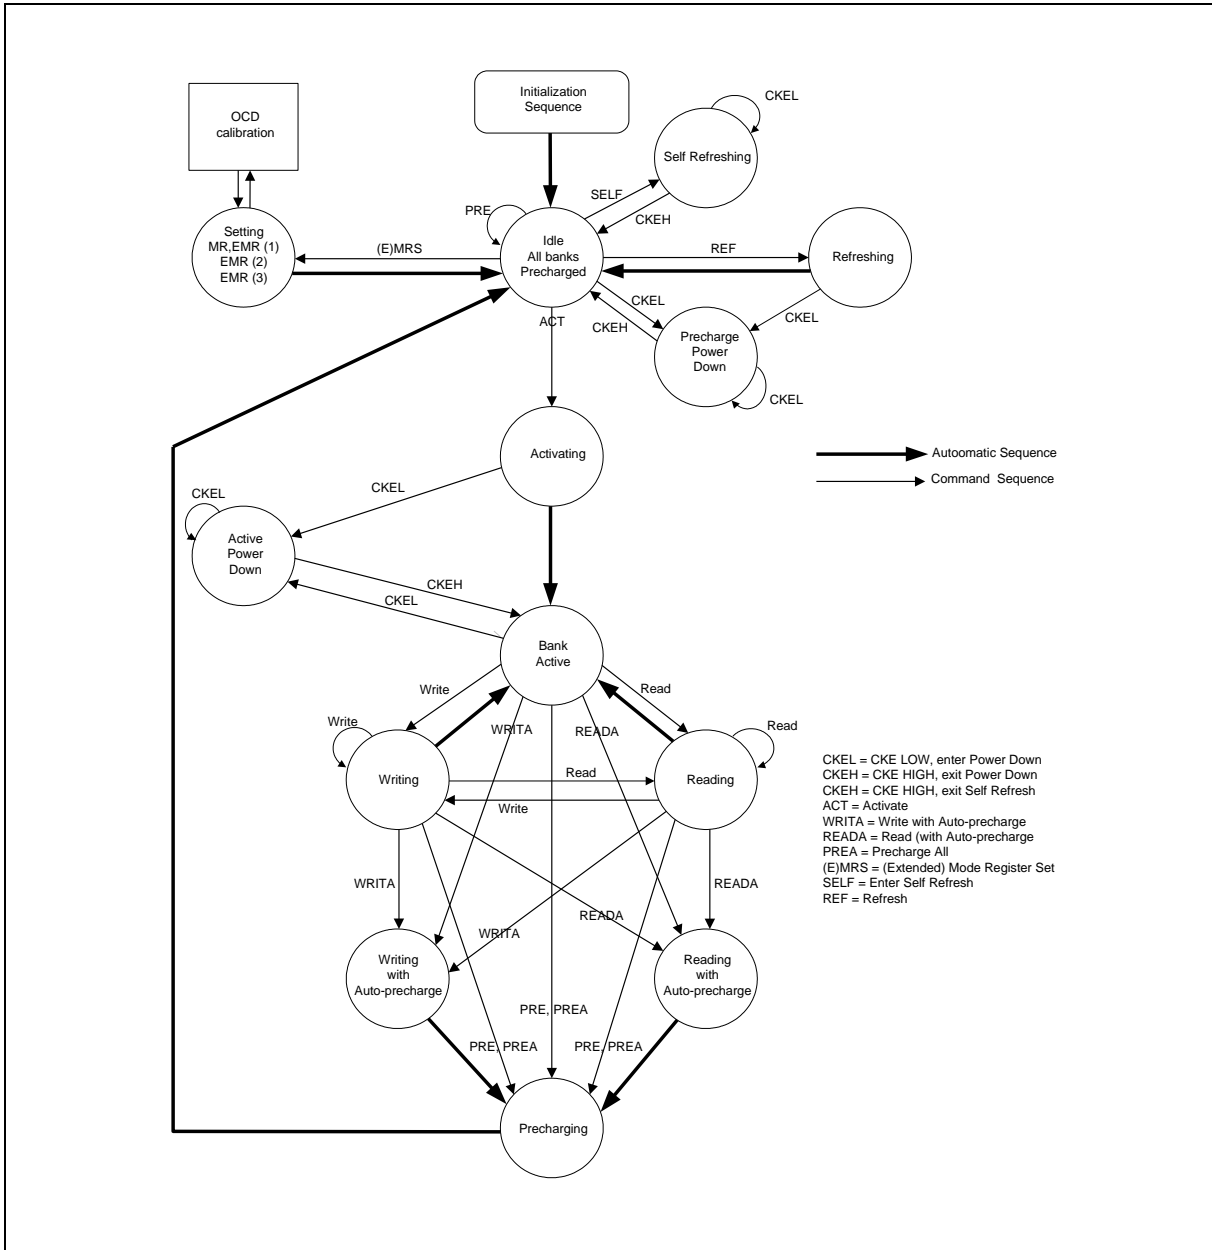 Initialization
Sequence
CKEL
OCD
calibration
Self Refreshing
SELF
CKEH
PRE
Setting
MR,EMR (1)
EMR (2)
EMR (3)
(E)MRS
Idle
All banks
Precharged
REF
Refreshing
CKEL
CKEH
CKEL
ACT
Precharge
Power
Down
CKEL
Activating
Autoomatic Sequence
Command Sequence
CKEL
CKEL
Active
Power
Down
CKEH
CKEL
Bank
Active
Write
Read
Write
WRITA
READA
Read
Writing
Read
Reading
Write
CKEL = CKE LOW, enter Power Down
CKEH = CKE HIGH, exit Power Down
CKEH = CKE HIGH, exit Self Refresh
ACT = Activate
WRITA = Write with Auto-precharge
READA = Read (with Auto-precharge
PREA = Precharge All
(E)MRS = (Extended) Mode Register Set
SELF = Enter Self Refresh
REF = Refresh
WRITA
READA
READA
WRITA
Writing
with
Auto-precharge
Reading
with
Auto-precharge
PRE, PREA
PRE, PREA
PRE, PREA
Precharging